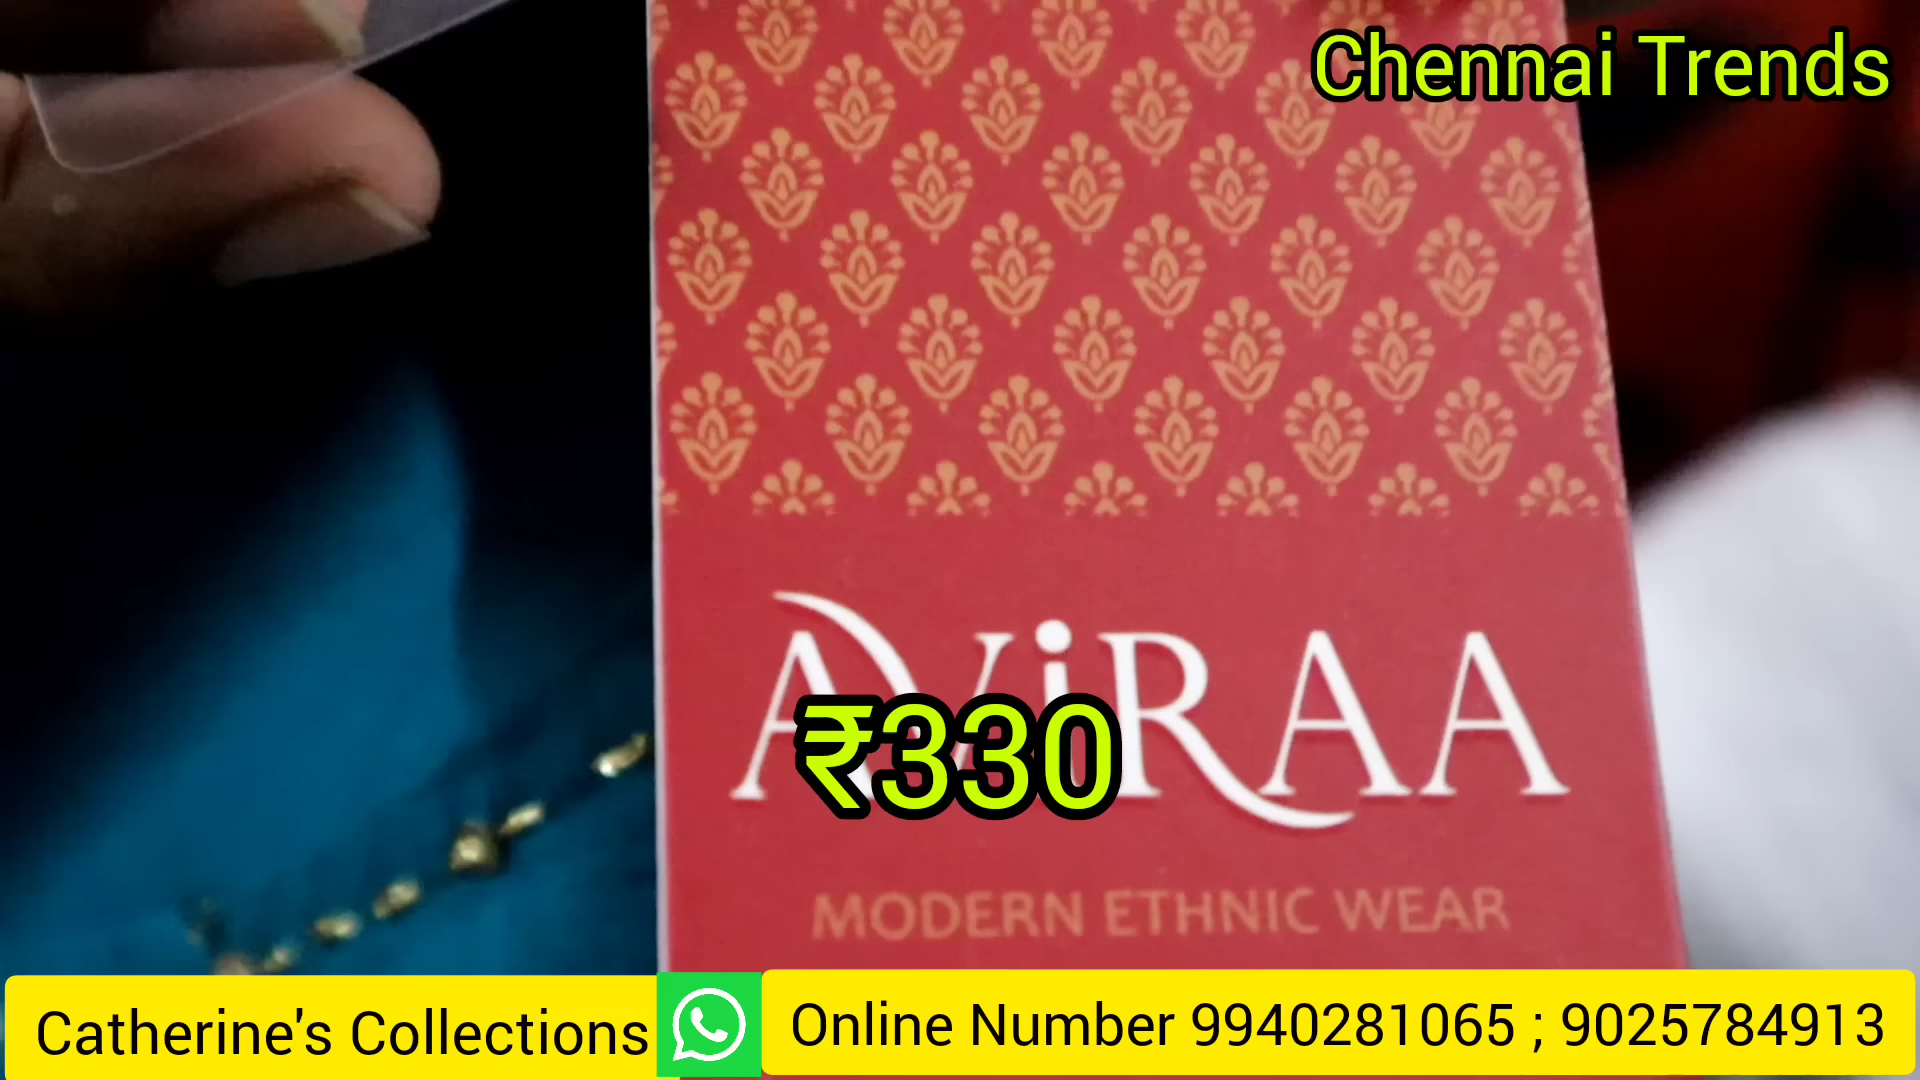 Chennai Trends
AViRAA
₹330
MODERN ETHNIC WEAR
Catherine's Collections
Online Number 9940281065 ; 9025784913